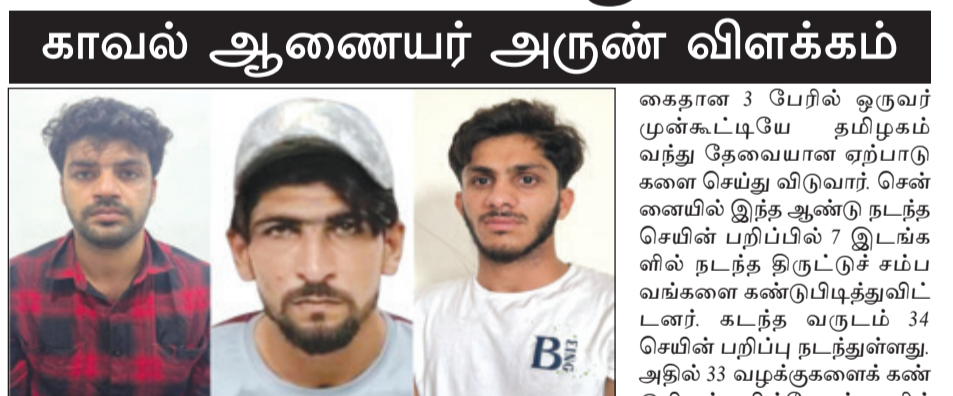 காவல் ஆணையர் அருண் விளக்கம்
கைதான 3 பேரில் ஒருவர்
முன்கூட்டியே தமிழகம்
வந்து தேவையான ஏற்பாடு
களை செய்து விடுவார். சென்
னையில் இந்த ஆண்டு நடந்த
செயின் பறிப்பில் 7 இடங்க
ளில் நடந்த திருட்டுச் சம்ப
வங்களை கண்டுபிடித்துவிட்
டனர். கடந்த வருடம் 34
செயின் பறிப்பு நடந்துள்ளது.
அதில் 33 வழக்குகளைக் கண்
BEING